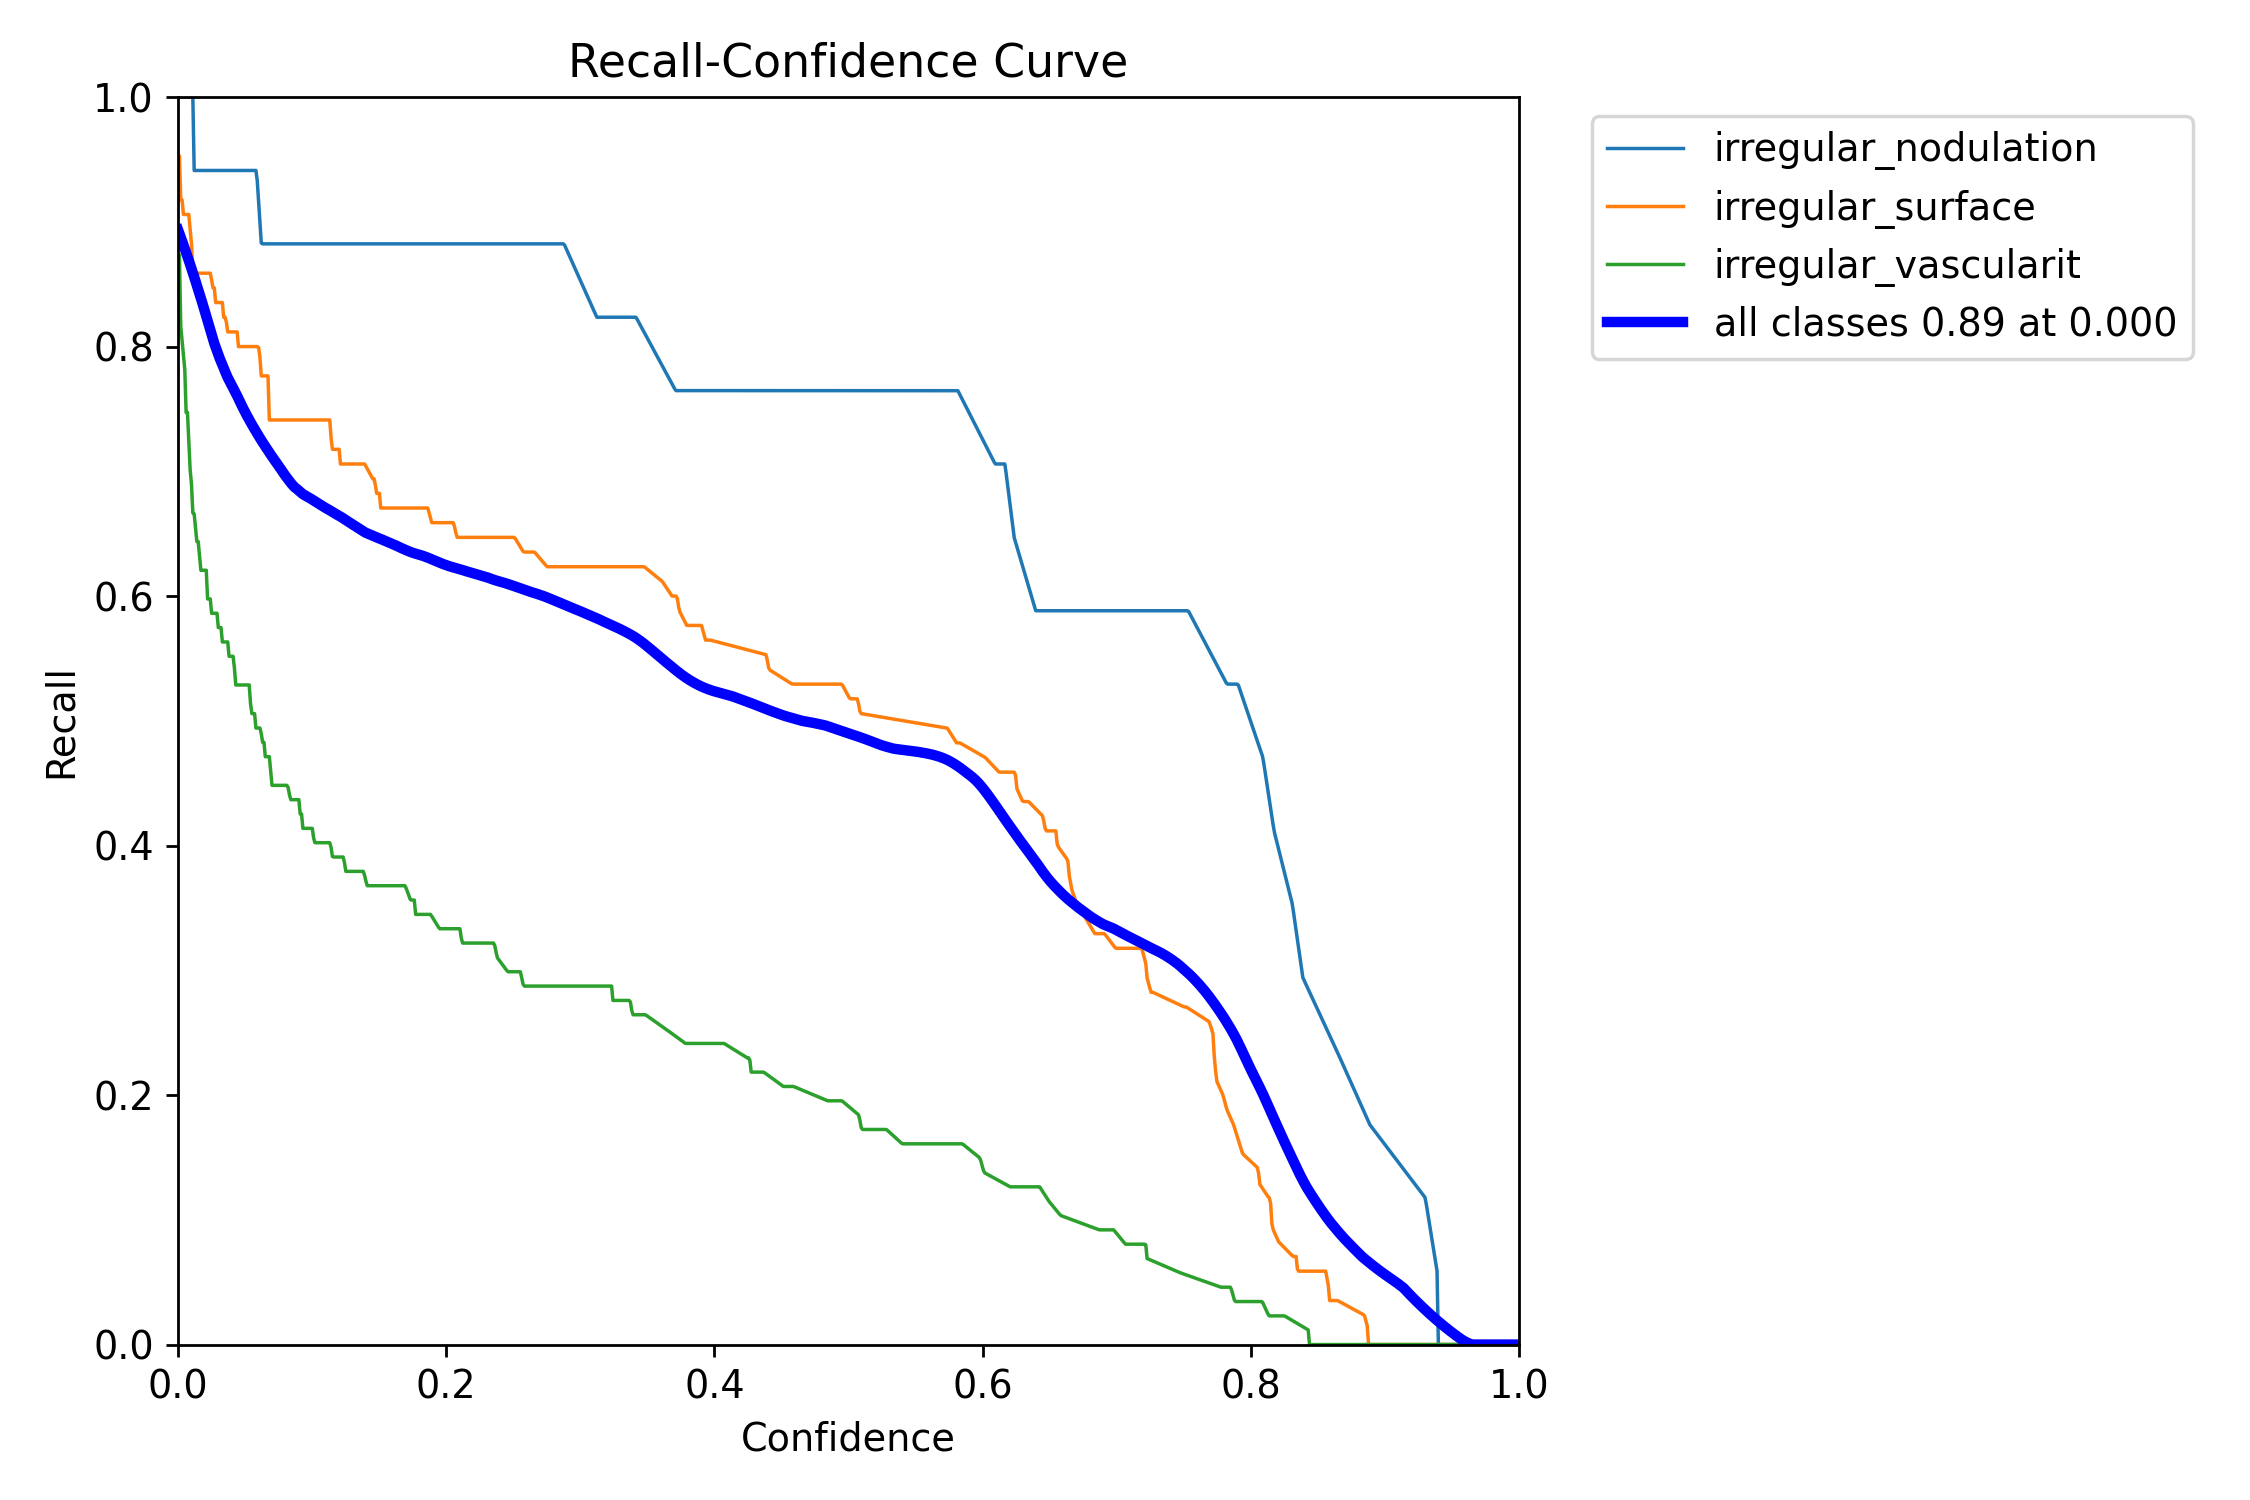 Recall-Confidence Curve
1.0
0.8
0.6
0.4
0.2
0.0
Recall
0.0 0.2 0.4 0.6 0.8 1.0
Confidence
irregular_nodulation
irregular_surface
irregular_vascularit
all classes 0.89 at 0.000